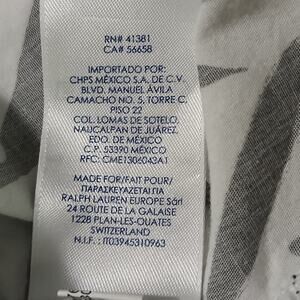 RN# 41381
CA# 56658
IMPORTADO POR:
CHPS MÉXICO S.A. DE C.V.
BLVD. MANUEL ÁVILA
CAMACHO NO. 5, TORRE C,
PISO 22
COL. LOMAS DE SOTELO,
NAUCALPAN DE JUÁREZ,
EDO. DE MÉXICO
C.P. 53390 MÉXICO
RFC: CME1306043A1
MADE FOR/FAIT POUR/
ΠΑΡΑΣΚΕΥΑΖΕΤΑΙ ΓΙΑ
RALPH LAUREN EUROPE Sàrl
24 ROUTE DE LA GALAISE
1228 PLAN-LES-OUATES
SWITZERLAND
N.I.F. : IT03945310963